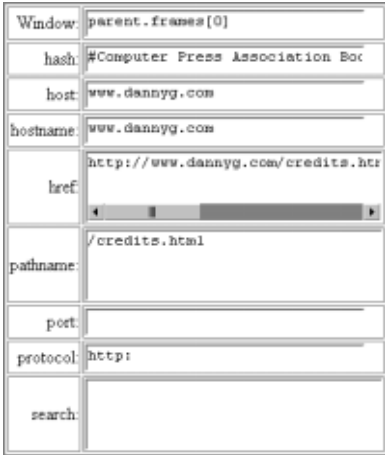 Window: parent.frames[0]
hash: #Computer Press Association Boo
host: www.dannyg.com
hostname: www.dannyg.com
href: http://www.dannyg.com/credits.htm
pathname: /credits.html
port:
protocol: http:
search: